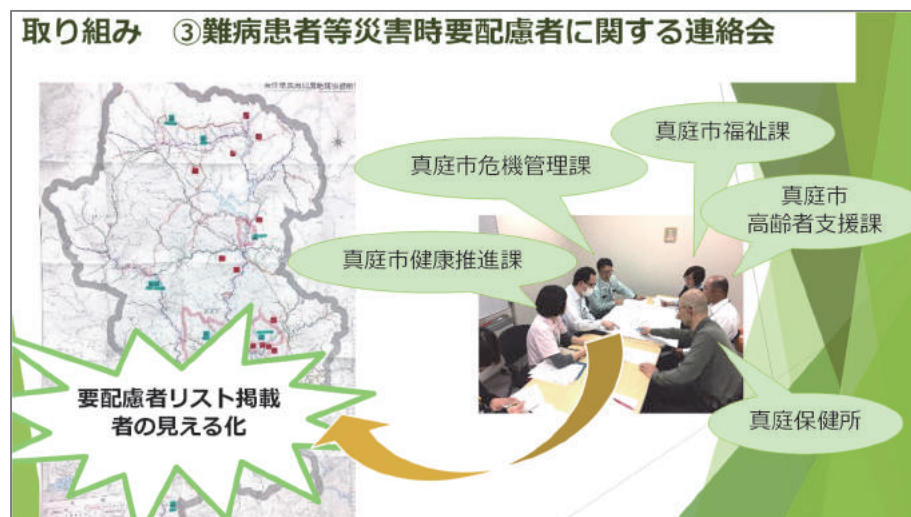 取り組み ③難病患者等災害時要配慮者に関する連絡会
真庭市福祉課
真庭市危機管理課
真庭市
高齢者支援課
真庭市健康推進課
要配慮者リスト掲載
者の見える化
真庭保健所